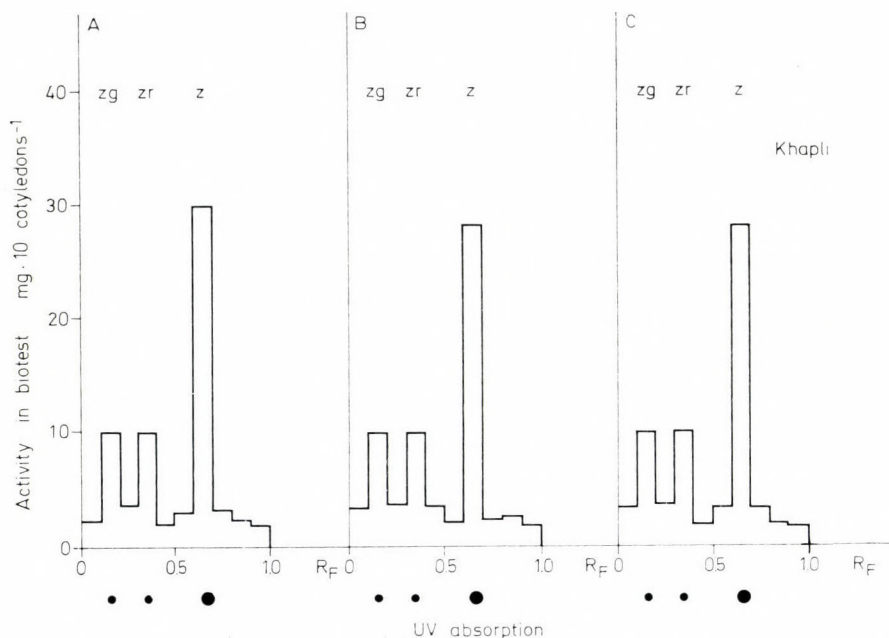 A
B
C
40
zg zr z
zg zr z
zg zr z
Khapli
30
20
10
0
Activity in biotest mg·10 cotyledons⁻¹
0 0.5 1.0 RF
0 0.5 1.0 RF
0 0.5 1.0 RF
UV absorption